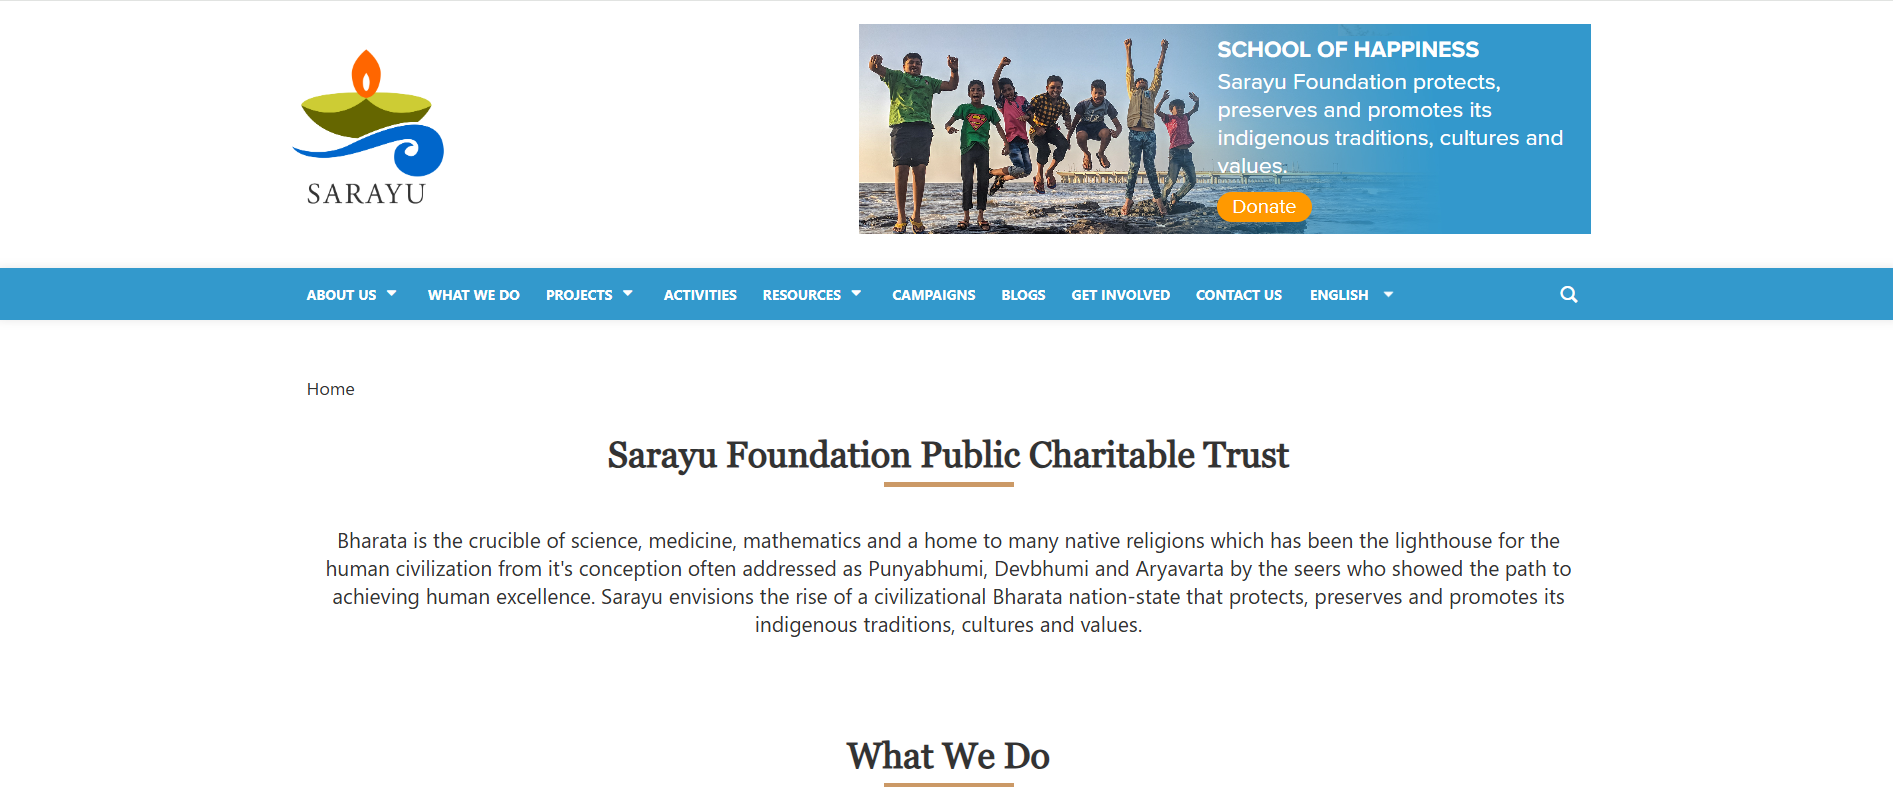 SARAYU
SCHOOL OF HAPPINESS
Sarayu Foundation protects,
preserves and promotes its
indigenous traditions, cultures and
values.
Donate
ABOUT US WHAT WE DO PROJECTS ACTIVITIES RESOURCES CAMPAIGNS BLOGS GET INVOLVED CONTACT US ENGLISH
Home
Sarayu Foundation Public Charitable Trust
Bharata is the crucible of science, medicine, mathematics and a home to many native religions which has been the lighthouse for the
human civilization from it's conception often addressed as Punyabhumi, Devbhumi and Aryavarta by the seers who showed the path to
achieving human excellence. Sarayu envisions the rise of a civilizational Bharata nation-state that protects, preserves and promotes its
indigenous traditions, cultures and values.
What We Do